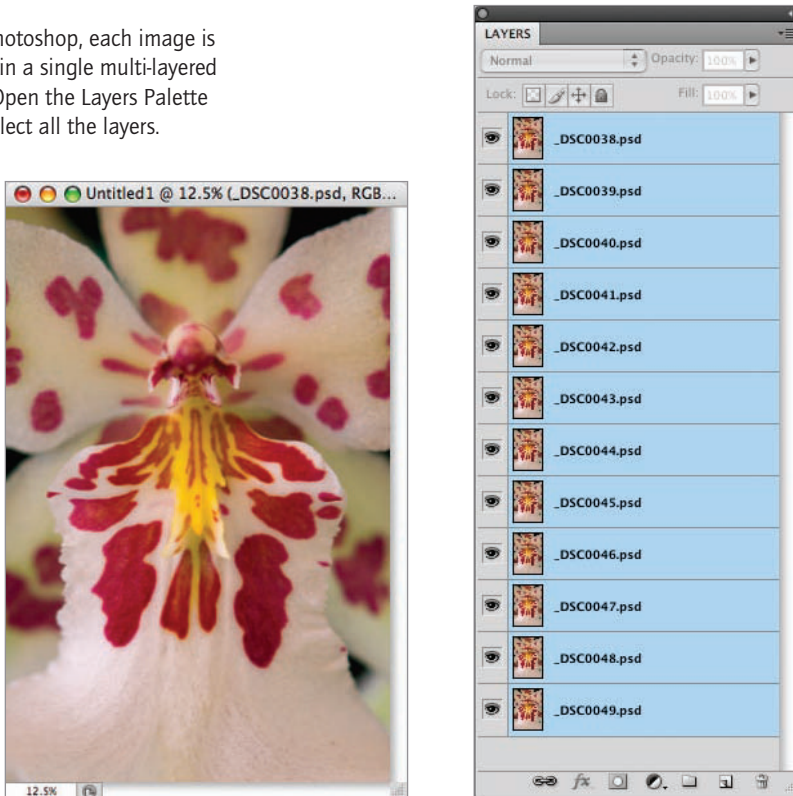 hotoshop, each image is
in a single multi-layered
Open the Layers Palette
lect all the layers.
Untitled1 @ 12.5% (_DSC0038.psd, RGB...
12.5%
LAYERS
Normal Opacity: 100%
Lock: Fill: 100%
_DSC0038.psd
_DSC0039.psd
_DSC0040.psd
_DSC0041.psd
_DSC0042.psd
_DSC0043.psd
_DSC0044.psd
_DSC0045.psd
_DSC0046.psd
_DSC0047.psd
_DSC0048.psd
_DSC0049.psd
fx